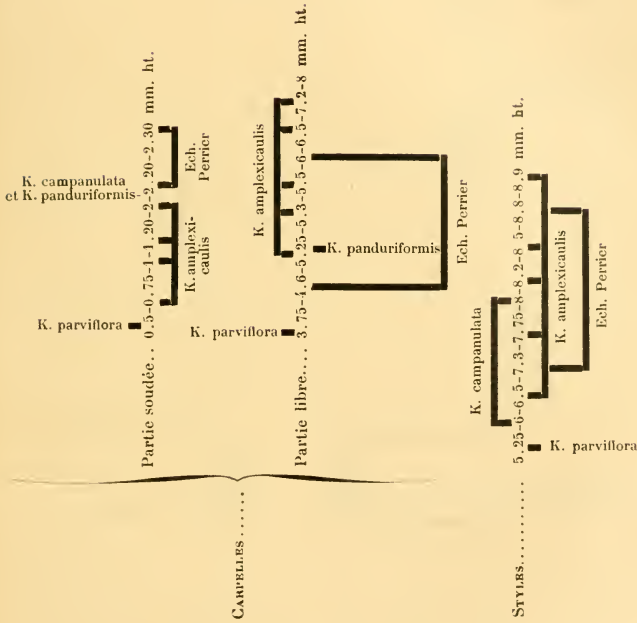 CARPELLES......
Partie soudée... 0.5-0.75-1-1.20-2-2.20-2.30 mm. ht.
K. parviflora
K. amplexi-
caulis
K. campanulata
et K. panduriformis
Ech.
Perrier
Partie libre.... 3.75-4.6-5.25-5.3-5.5-6-6.5-7.2-8 mm. ht.
K. parviflora
K. panduriformis
K. amplexicaulis
Ech. Perrier
STYLES........... 5.25-6-6.5-7.3-7.75-8-8.2-8.5-8.8-8.9 mm. ht.
K. parviflora
K. campanulata
K. amplexicaulis
Ech. Perrier